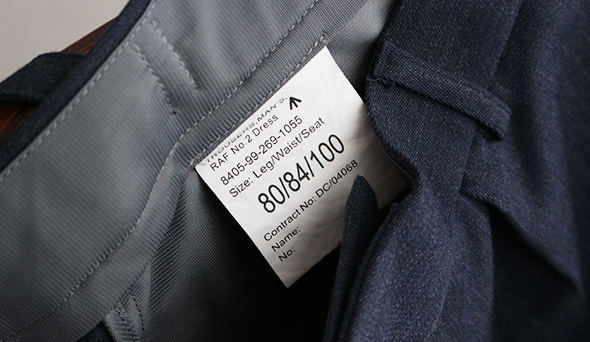 TROUSERS, MAN'S,
RAF No.2 Dress
8405-99-269-1055
Size: Leg/Waist/Seat
80/84/100
Contract No: DC/04068
Name:
No: